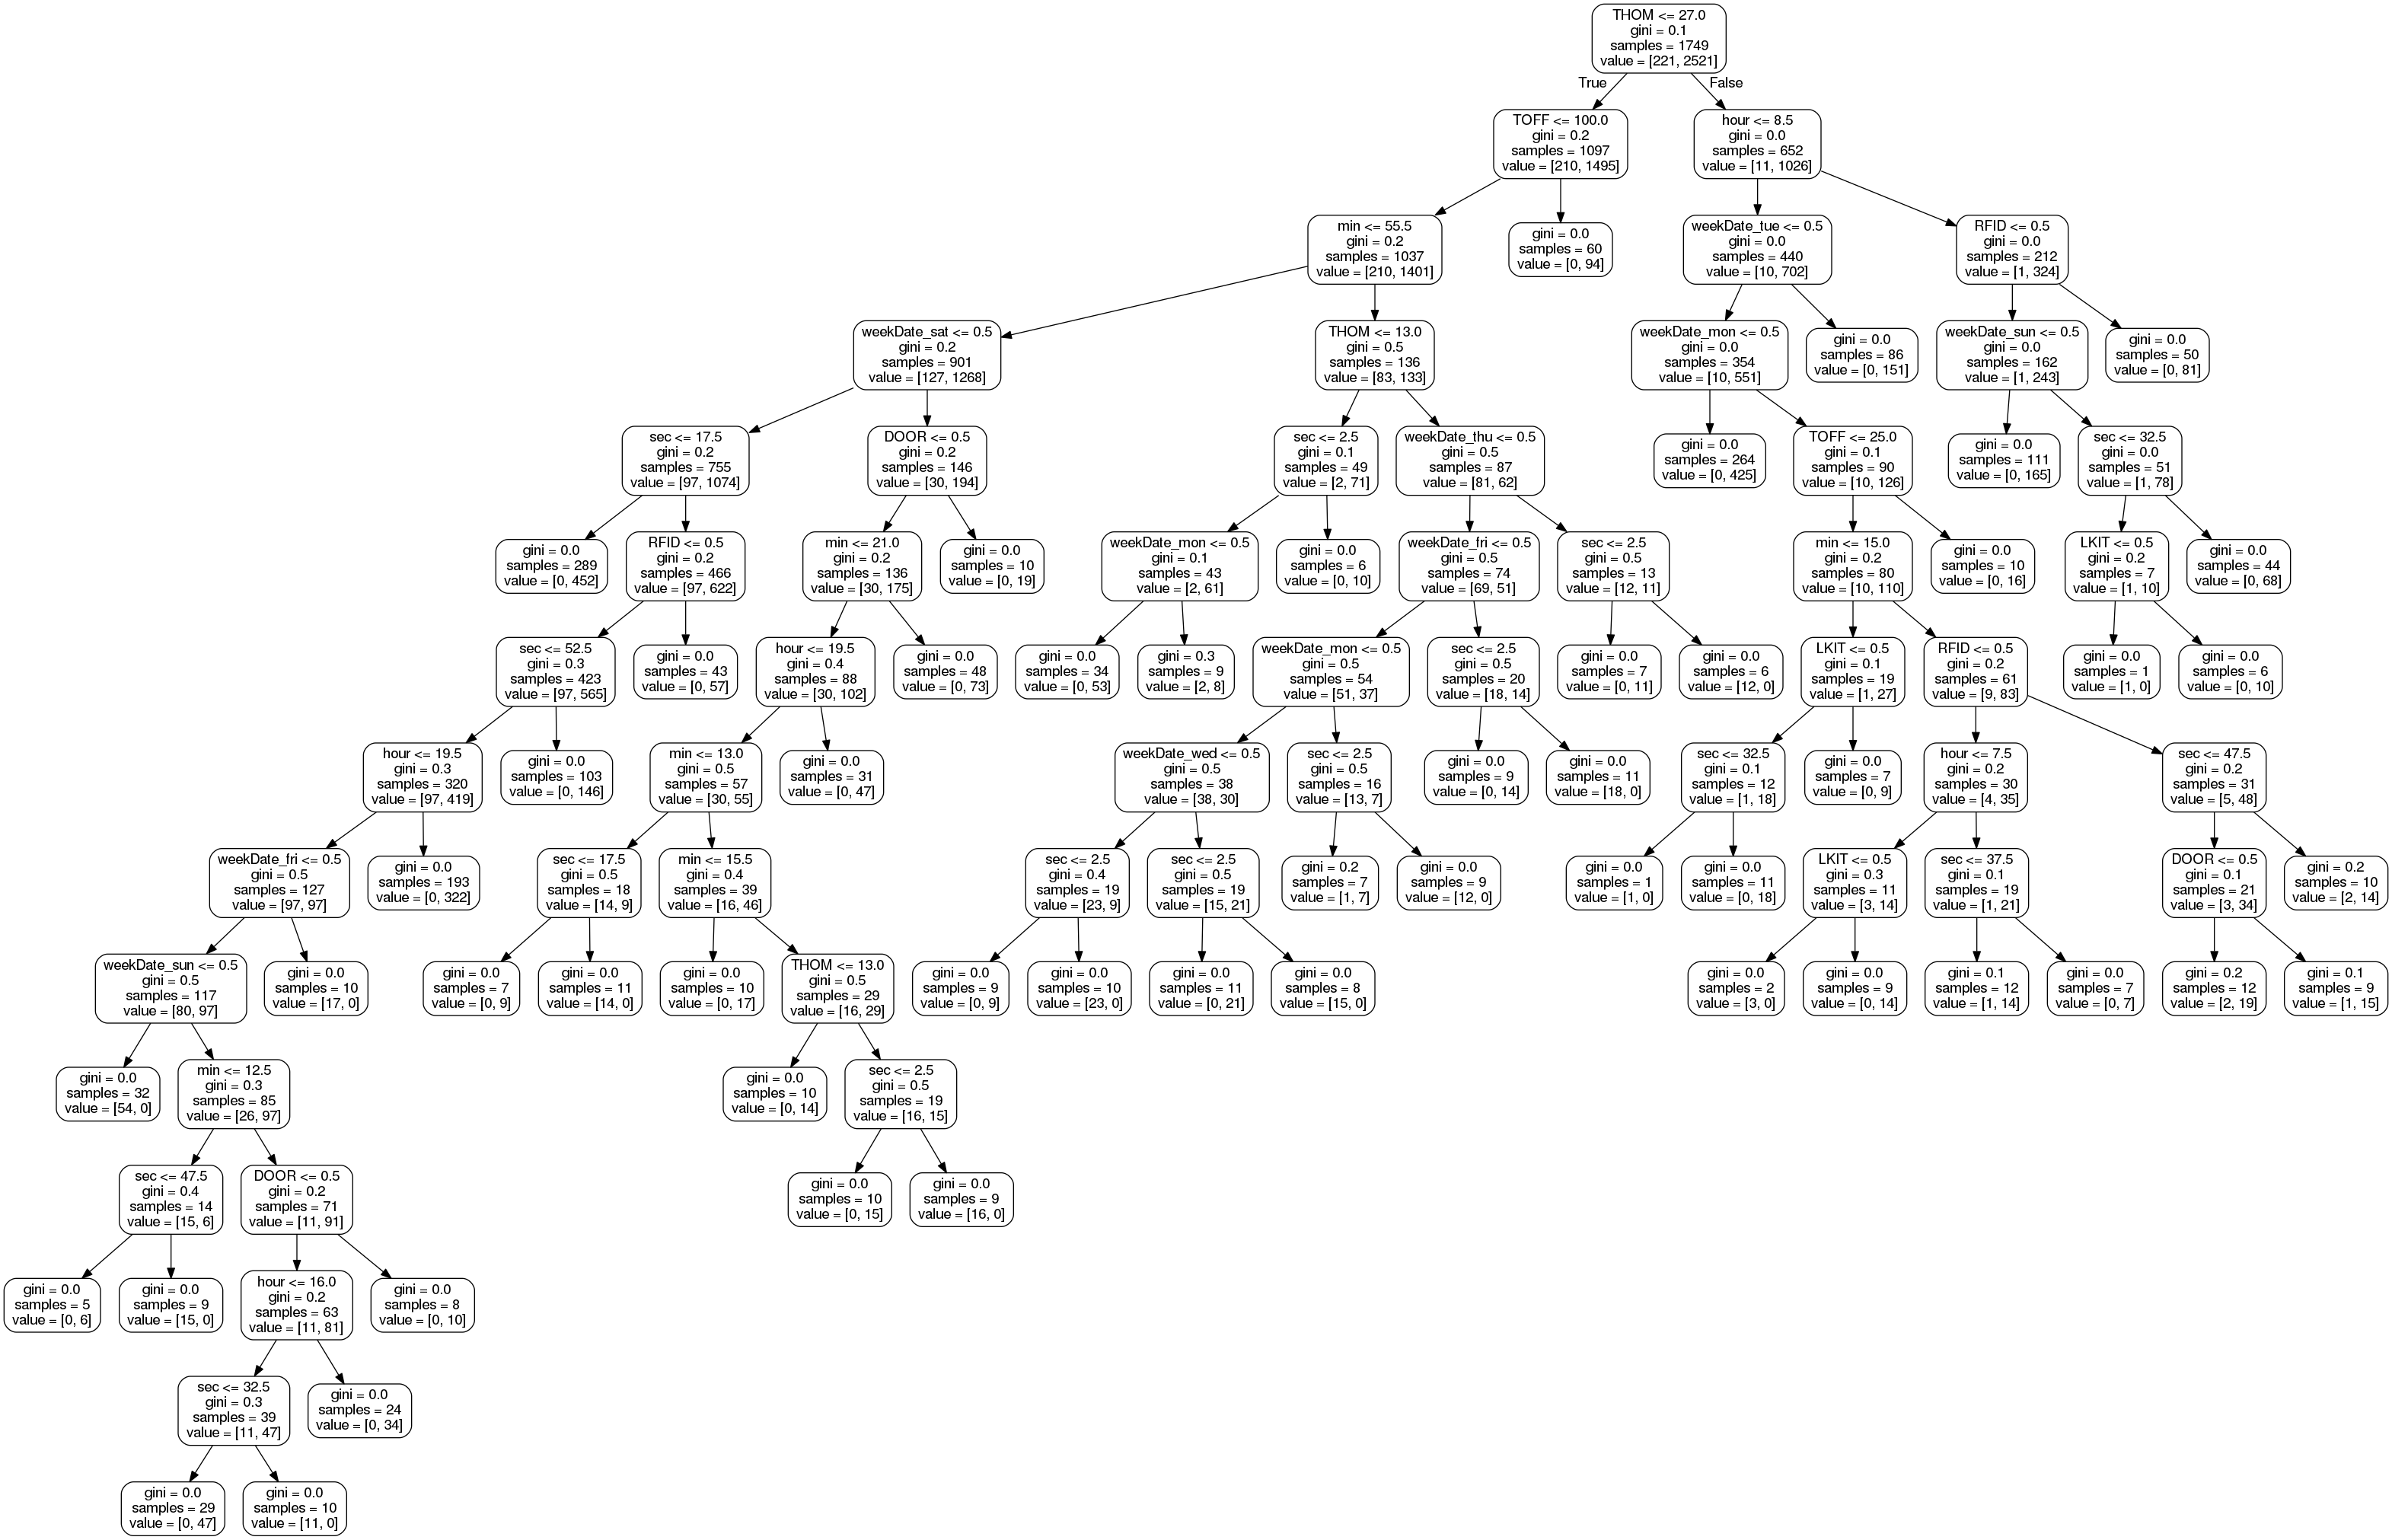 THOM <= 27.0
gini = 0.1
samples = 1749
value = [221, 2521]
True
False
TOFF <= 100.0
gini = 0.2
samples = 1097
value = [210, 1495]
hour <= 8.5
gini = 0.0
samples = 652
value = [11, 1026]
min <= 55.5
gini = 0.2
samples = 1037
value = [210, 1401]
gini = 0.0
samples = 60
value = [0, 94]
weekDate_tue <= 0.5
gini = 0.0
samples = 440
value = [10, 702]
RFID <= 0.5
gini = 0.0
samples = 212
value = [1, 324]
weekDate_sat <= 0.5
gini = 0.2
samples = 901
value = [127, 1268]
THOM <= 13.0
gini = 0.5
samples = 136
value = [83, 133]
weekDate_mon <= 0.5
gini = 0.0
samples = 354
value = [10, 551]
gini = 0.0
samples = 86
value = [0, 151]
weekDate_sun <= 0.5
gini = 0.0
samples = 162
value = [1, 243]
gini = 0.0
samples = 50
value = [0, 81]
sec <= 17.5
gini = 0.2
samples = 755
value = [97, 1074]
DOOR <= 0.5
gini = 0.2
samples = 146
value = [30, 194]
sec <= 2.5
gini = 0.1
samples = 49
value = [2, 71]
weekDate_thu <= 0.5
gini = 0.5
samples = 87
value = [81, 62]
gini = 0.0
samples = 264
value = [0, 425]
TOFF <= 25.0
gini = 0.1
samples = 90
value = [10, 126]
gini = 0.0
samples = 111
value = [0, 165]
sec <= 32.5
gini = 0.0
samples = 51
value = [1, 78]
gini = 0.0
samples = 289
value = [0, 452]
RFID <= 0.5
gini = 0.2
samples = 466
value = [97, 622]
min <= 21.0
gini = 0.2
samples = 136
value = [30, 175]
gini = 0.0
samples = 10
value = [0, 19]
weekDate_mon <= 0.5
gini = 0.1
samples = 43
value = [2, 61]
gini = 0.0
samples = 6
value = [0, 10]
weekDate_fri <= 0.5
gini = 0.5
samples = 74
value = [69, 51]
sec <= 2.5
gini = 0.5
samples = 13
value = [12, 11]
min <= 15.0
gini = 0.2
samples = 80
value = [10, 110]
gini = 0.0
samples = 10
value = [0, 16]
LKIT <= 0.5
gini = 0.2
samples = 7
value = [1, 10]
gini = 0.0
samples = 44
value = [0, 68]
sec <= 52.5
gini = 0.3
samples = 423
value = [97, 565]
gini = 0.0
samples = 43
value = [0, 57]
hour <= 19.5
gini = 0.4
samples = 88
value = [30, 102]
gini = 0.0
samples = 48
value = [0, 73]
gini = 0.0
samples = 34
value = [0, 53]
gini = 0.3
samples = 9
value = [2, 8]
weekDate_mon <= 0.5
gini = 0.5
samples = 54
value = [51, 37]
sec <= 2.5
gini = 0.5
samples = 20
value = [18, 14]
gini = 0.0
samples = 7
value = [0, 11]
gini = 0.0
samples = 6
value = [12, 0]
LKIT <= 0.5
gini = 0.1
samples = 19
value = [1, 27]
RFID <= 0.5
gini = 0.2
samples = 61
value = [9, 83]
gini = 0.0
samples = 1
value = [1, 0]
gini = 0.0
samples = 6
value = [0, 10]
hour <= 19.5
gini = 0.3
samples = 320
value = [97, 419]
gini = 0.0
samples = 103
value = [0, 146]
min <= 13.0
gini = 0.5
samples = 57
value = [30, 55]
gini = 0.0
samples = 31
value = [0, 47]
weekDate_wed <= 0.5
gini = 0.5
samples = 38
value = [38, 30]
sec <= 2.5
gini = 0.5
samples = 16
value = [13, 7]
gini = 0.0
samples = 9
value = [0, 14]
gini = 0.0
samples = 11
value = [18, 0]
sec <= 32.5
gini = 0.1
samples = 12
value = [1, 18]
gini = 0.0
samples = 7
value = [0, 9]
hour <= 7.5
gini = 0.2
samples = 30
value = [4, 35]
sec <= 47.5
gini = 0.2
samples = 31
value = [5, 48]
weekDate_fri <= 0.5
gini = 0.5
samples = 127
value = [97, 97]
gini = 0.0
samples = 193
value = [0, 322]
sec <= 17.5
gini = 0.5
samples = 18
value = [14, 9]
min <= 15.5
gini = 0.4
samples = 39
value = [16, 46]
sec <= 2.5
gini = 0.4
samples = 19
value = [23, 9]
sec <= 2.5
gini = 0.5
samples = 19
value = [15, 21]
gini = 0.2
samples = 7
value = [1, 7]
gini = 0.0
samples = 9
value = [12, 0]
gini = 0.0
samples = 1
value = [1, 0]
gini = 0.0
samples = 11
value = [0, 18]
LKIT <= 0.5
gini = 0.3
samples = 11
value = [3, 14]
sec <= 37.5
gini = 0.1
samples = 19
value = [1, 21]
DOOR <= 0.5
gini = 0.1
samples = 21
value = [3, 34]
gini = 0.2
samples = 10
value = [2, 14]
weekDate_sun <= 0.5
gini = 0.5
samples = 117
value = [80, 97]
gini = 0.0
samples = 10
value = [17, 0]
gini = 0.0
samples = 7
value = [0, 9]
gini = 0.0
samples = 11
value = [14, 0]
gini = 0.0
samples = 10
value = [0, 17]
THOM <= 13.0
gini = 0.5
samples = 29
value = [16, 29]
gini = 0.0
samples = 9
value = [0, 9]
gini = 0.0
samples = 10
value = [23, 0]
gini = 0.0
samples = 11
value = [0, 21]
gini = 0.0
samples = 8
value = [15, 0]
gini = 0.0
samples = 2
value = [3, 0]
gini = 0.0
samples = 9
value = [0, 14]
gini = 0.1
samples = 12
value = [1, 14]
gini = 0.0
samples = 7
value = [0, 7]
gini = 0.2
samples = 12
value = [2, 19]
gini = 0.1
samples = 9
value = [1, 15]
gini = 0.0
samples = 32
value = [54, 0]
min <= 12.5
gini = 0.3
samples = 85
value = [26, 97]
gini = 0.0
samples = 10
value = [0, 14]
sec <= 2.5
gini = 0.5
samples = 19
value = [16, 15]
sec <= 47.5
gini = 0.4
samples = 14
value = [15, 6]
DOOR <= 0.5
gini = 0.2
samples = 71
value = [11, 91]
gini = 0.0
samples = 10
value = [0, 15]
gini = 0.0
samples = 9
value = [16, 0]
gini = 0.0
samples = 5
value = [0, 6]
gini = 0.0
samples = 9
value = [15, 0]
hour <= 16.0
gini = 0.2
samples = 63
value = [11, 81]
gini = 0.0
samples = 8
value = [0, 10]
sec <= 32.5
gini = 0.3
samples = 39
value = [11, 47]
gini = 0.0
samples = 24
value = [0, 34]
gini = 0.0
samples = 29
value = [0, 47]
gini = 0.0
samples = 10
value = [11, 0]